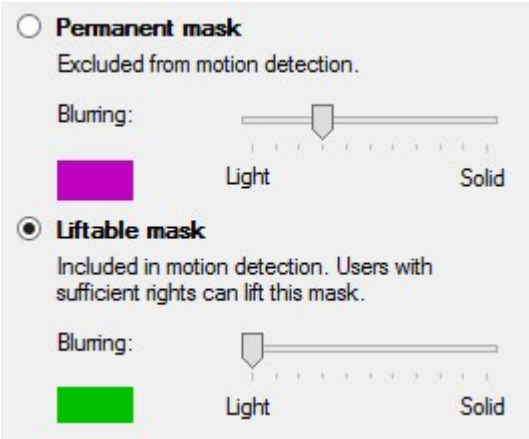 Permanent mask
Excluded from motion detection.
Blurring:
Light Solid
Liftable mask
Included in motion detection. Users with
sufficient rights can lift this mask.
Blurring:
Light Solid